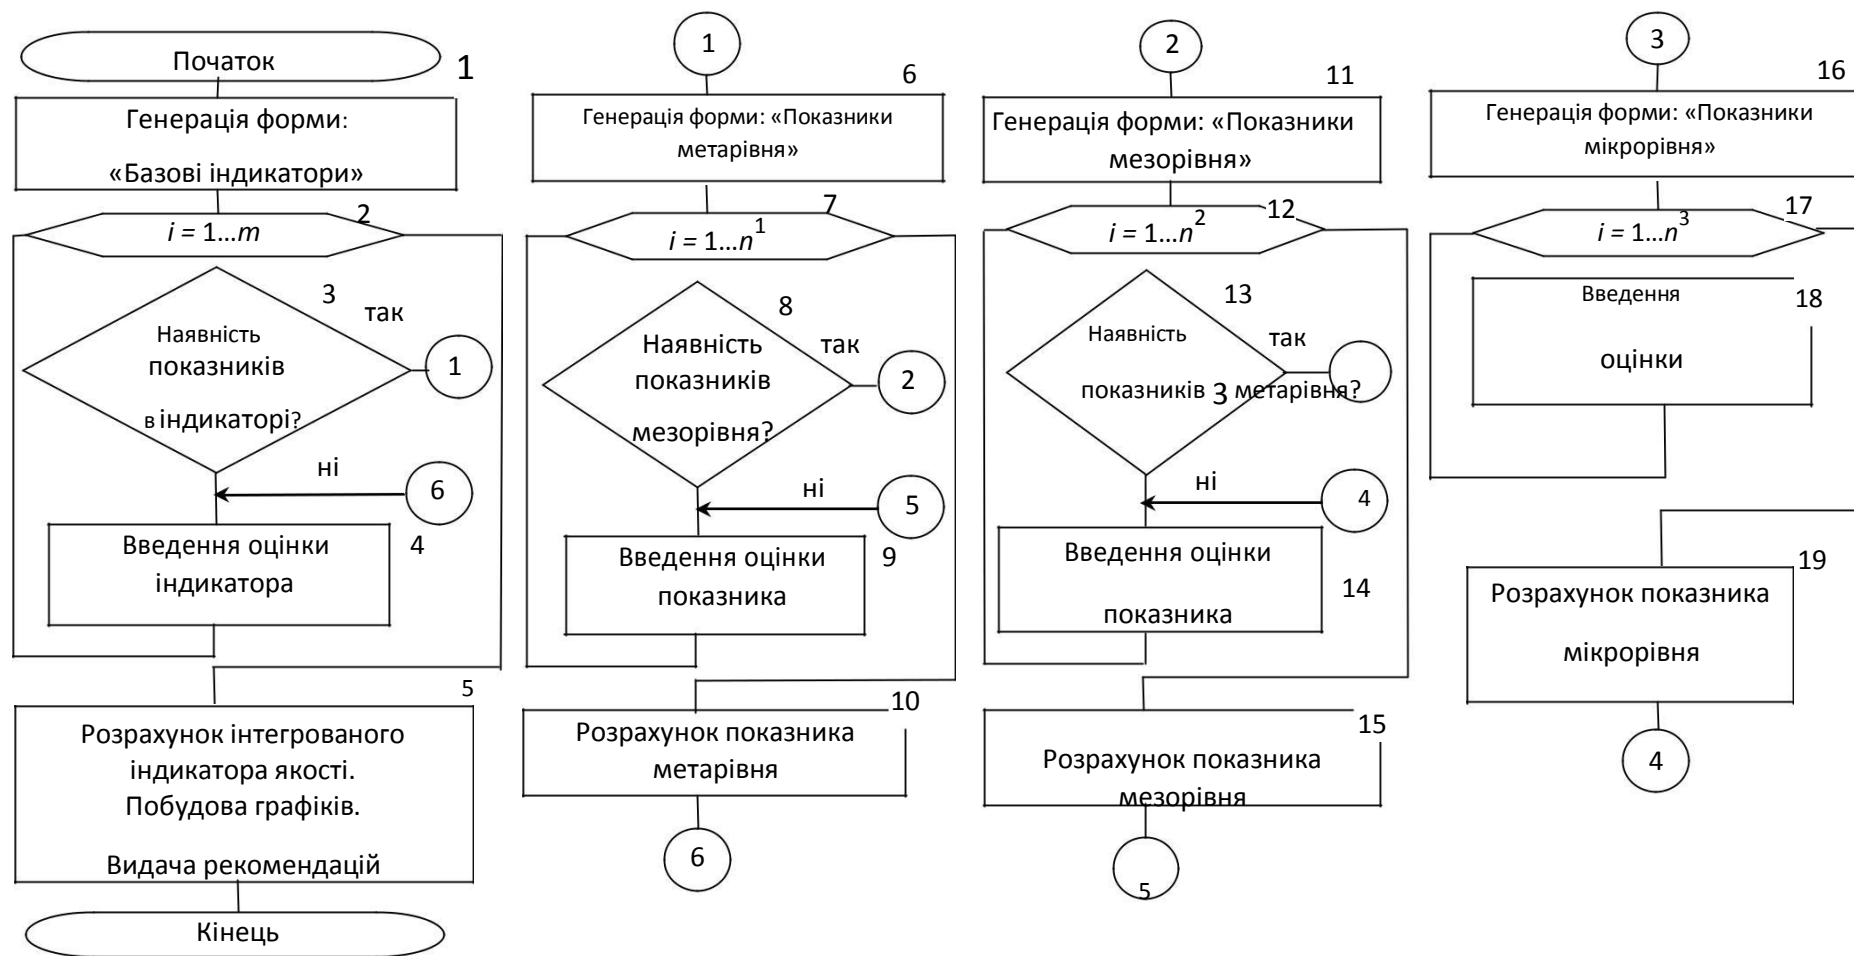 Початок
1
Генерація форми:
«Базові індикатори»
2
i = 1...m
3
так
Наявність
показників
в індикаторі?
1
ні
6
Введення оцінки
індикатора
4
5
Розрахунок інтегрованого
індикатора якості.
Побудова графіків.
Видача рекомендацій
Кінець
1
6
Генерація форми: «Показники
метарівня»
7
i = 1...n1
8
так
Наявність
показників
мезорівня?
2
ні
5
Введення оцінки
показника
9
10
Розрахунок показника
метарівня
6
2
11
Генерація форми: «Показники
мезорівня»
12
i = 1...n2
13
так
Наявність
показників 3 метарівня?
ні
4
Введення оцінки
показника
14
15
Розрахунок показника
мезорівня
5
3
16
Генерація форми: «Показники
мікрорівня»
17
i = 1...n3
Введення
оцінки
18
19
Розрахунок показника
мікрорівня
4